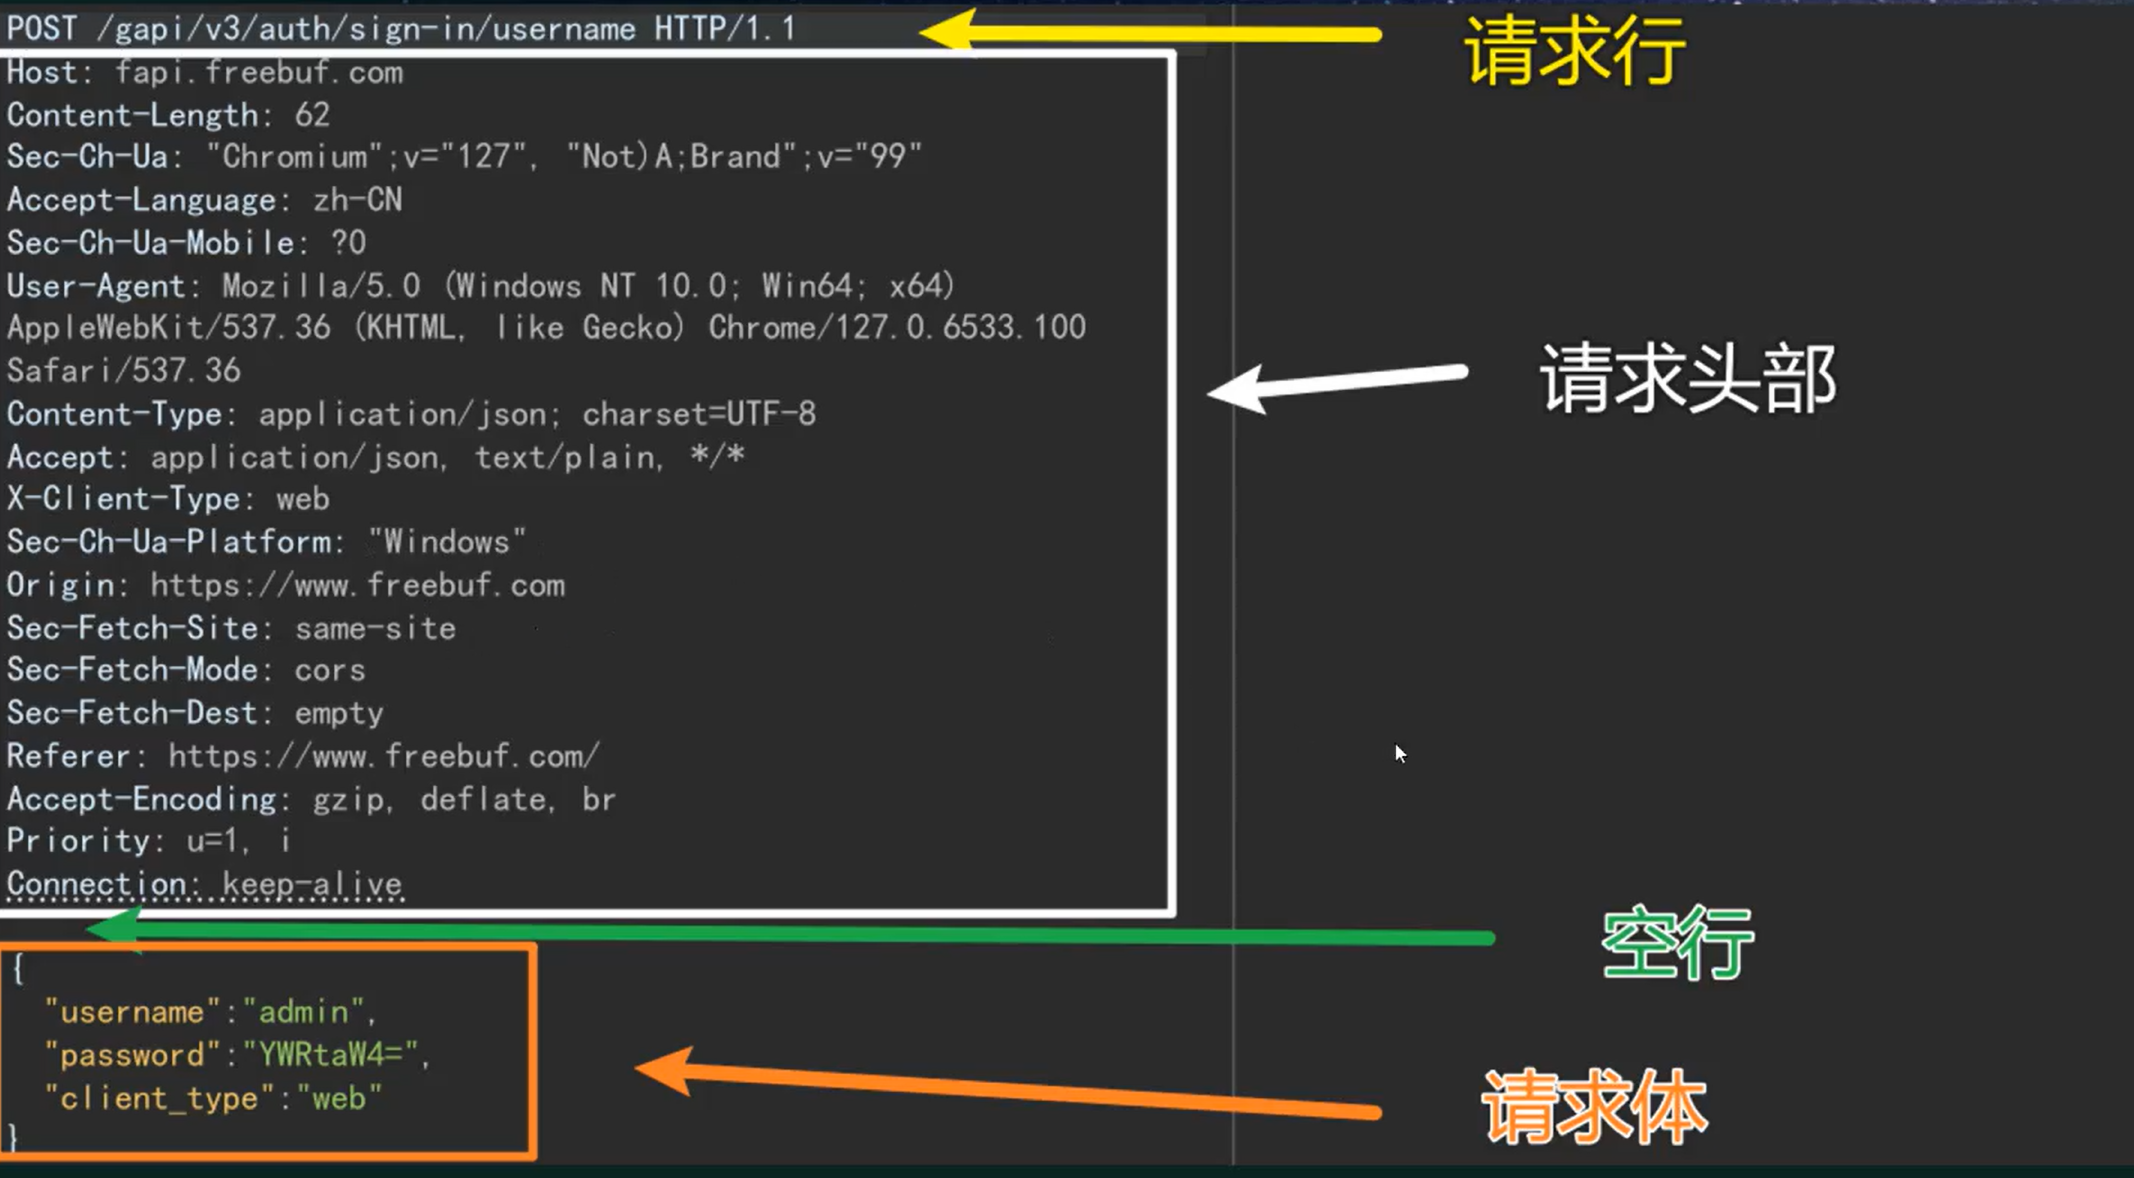 POST /gapi/v3/auth/sign-in/username HTTP/1.1
请求行
Host: fapi.freebuf.com
Content-Length: 62
Sec-Ch-Ua: "Chromium";v="127", "Not)A;Brand";v="99"
Accept-Language: zh-CN
Sec-Ch-Ua-Mobile: ?0
User-Agent: Mozilla/5.0 (Windows NT 10.0; Win64; x64)
AppleWebKit/537.36 (KHTML, like Gecko) Chrome/127.0.6533.100
Safari/537.36
请求头部
Content-Type: application/json; charset=UTF-8
Accept: application/json, text/plain, */*
X-Client-Type: web
Sec-Ch-Ua-Platform: "Windows"
Origin: https://www.freebuf.com
Sec-Fetch-Site: same-site
Sec-Fetch-Mode: cors
Sec-Fetch-Dest: empty
Referer: https://www.freebuf.com/
Accept-Encoding: gzip, deflate, br
Priority: u=1, i
Connection: keep-alive
空行
{
"username":"admin",
"password":"YWRtaW4=",
"client_type":"web"
}
请求体